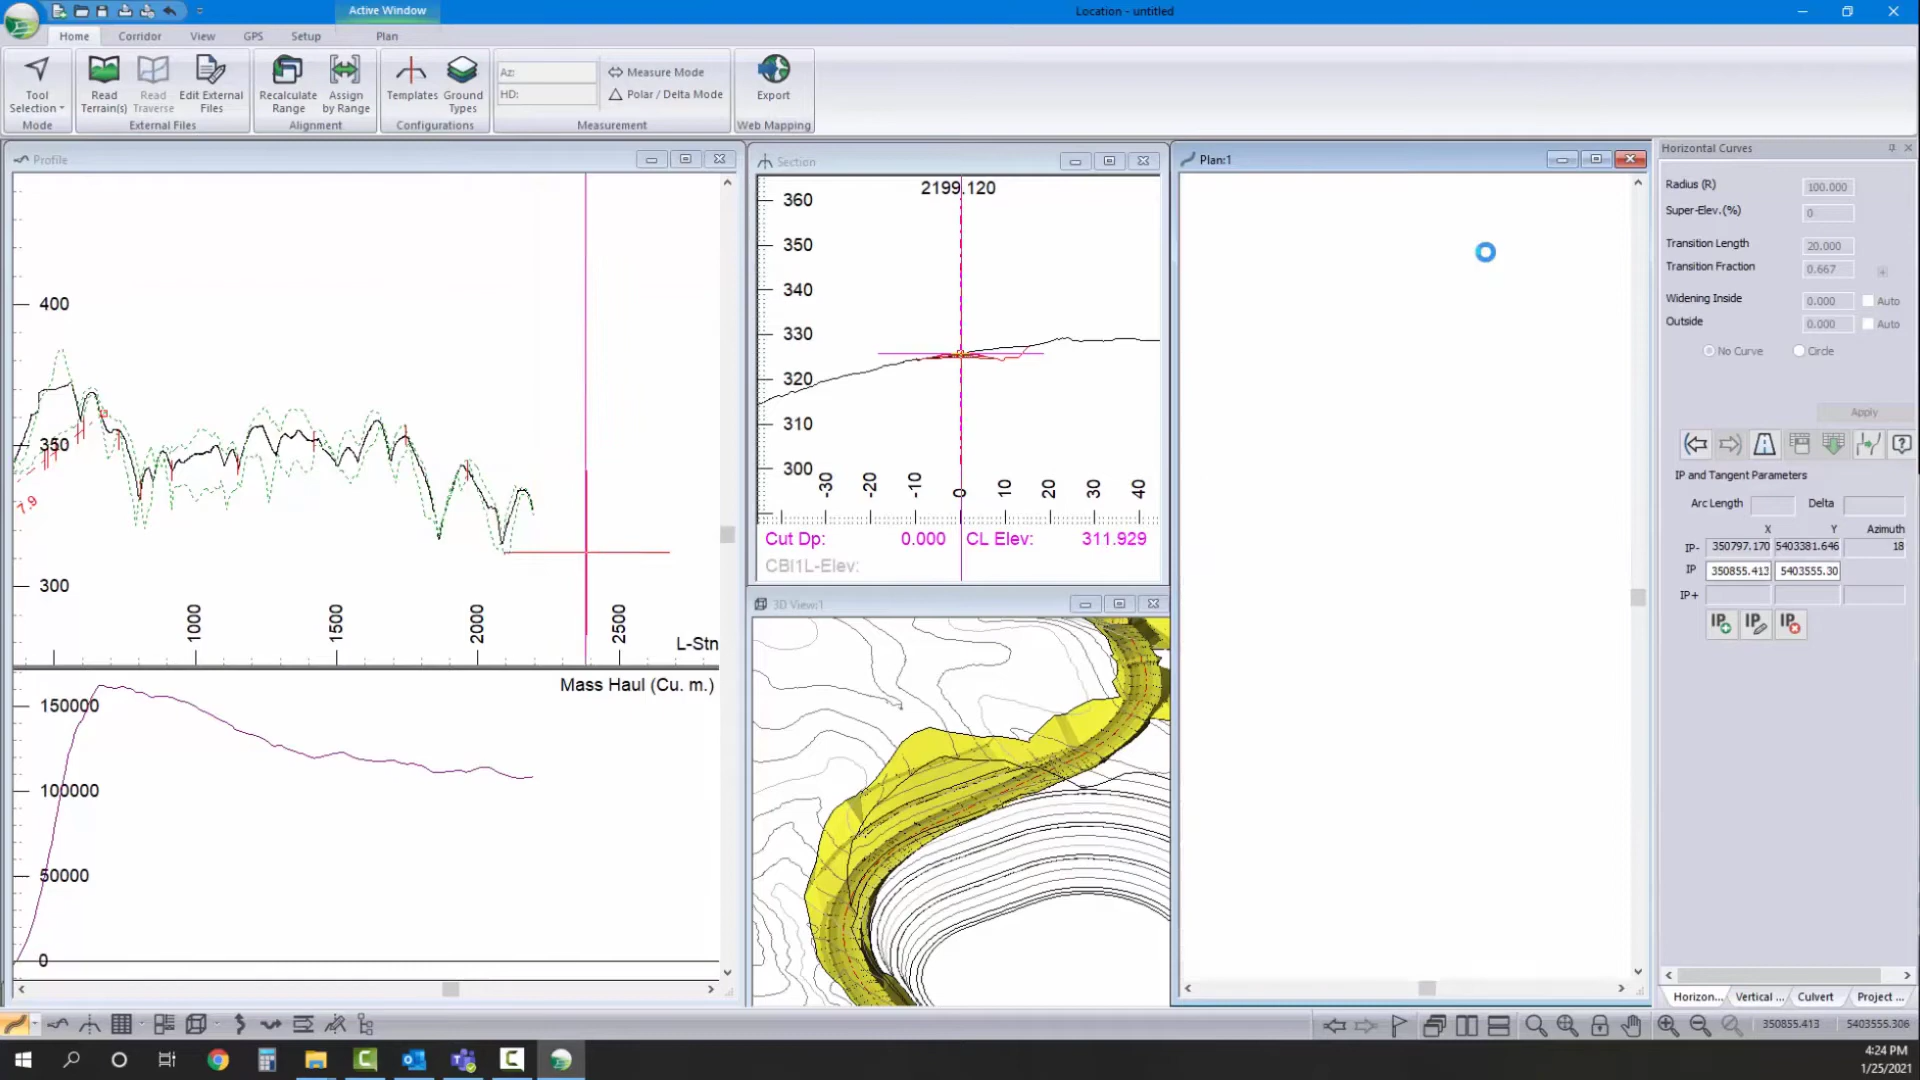 Active Window
Location - untitled
Home
Corridor
View
GPS
Setup
Plan
Tool
Selection
Mode
Read
Terrain(s)
Read
Traverse
Edit External
Files
External Files
Recalculate
Range
Assign
by Range
Alignment
Templates
Ground
Types
Configurations
Az:
HD:
Measure Mode
Polar / Delta Mode
Measurement
Export
Web Mapping
Profile
400
350
300
7.9
1000
1500
2000
2500
L-Stn
Mass Haul (Cu. m.)
150000
100000
50000
0
Section
2199.120
360
350
340
330
320
310
300
-30
-20
-10
0
10
20
30
40
Cut Dp: 0.000 CL Elev: 311.929
CBI1L-Elev:
3D View:1
Plan:1
Horizontal Curves
Radius (R) 100.000
Super-Elev.(%) 0
Transition Length 20.000
Transition Fraction 0.667
Widening Inside 0.000 Auto
Outside 0.000 Auto
No Curve Circle
Apply
IP and Tangent Parameters
Arc Length Delta
X Y Azimuth
IP- 350797.170 5403381.646 18
IP 350855.413 5403555.30
IP+
IP IP IP
Horizon... Vertical ... Culvert Project ...
350855.413 5403555.306
4:24 PM
1/25/2021